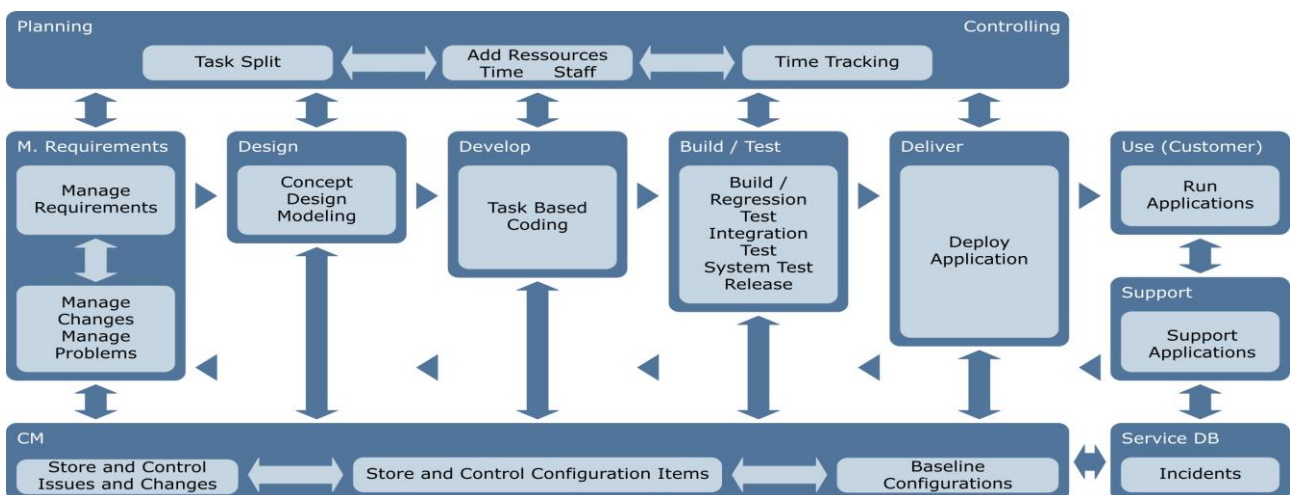 Planning
Controlling
Task Split
Add Ressources
Time Staff
Time Tracking
M. Requirements
Manage
Requirements
Manage
Changes
Manage
Problems
Design
Concept
Design
Modeling
Develop
Task Based
Coding
Build / Test
Build /
Regression
Test
Integration
Test
System Test
Release
Deliver
Deploy
Application
Use (Customer)
Run
Applications
Support
Support
Applications
CM
Store and Control
Issues and Changes
Store and Control Configuration Items
Baseline
Configurations
Service DB
Incidents